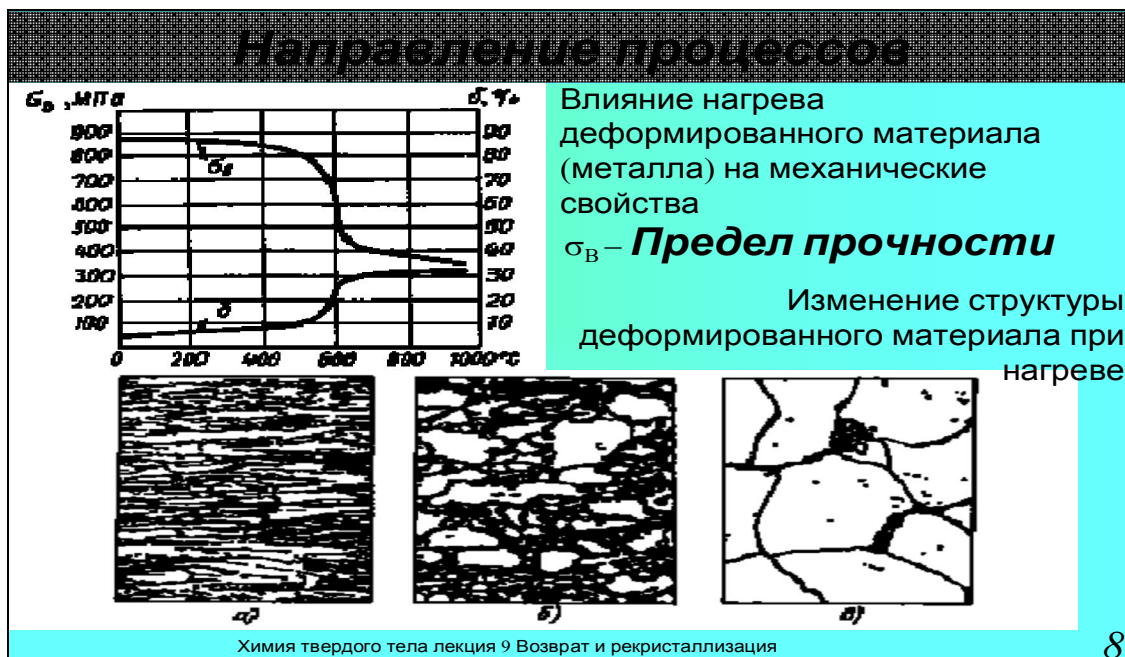 Направление процессов
σв, МПа
δ, %
900
800
700
600
500
400
300
200
100
90
80
70
60
50
40
30
20
10
σв
δ
0 200 400 600 800 1000°С
Влияние нагрева
деформированного материала
(металла) на механические
свойства
σВ – Предел прочности
Изменение структуры
деформированного материала при
нагреве
а)
б)
в)
Химия твердого тела лекция 9 Возврат и рекристаллизация
8